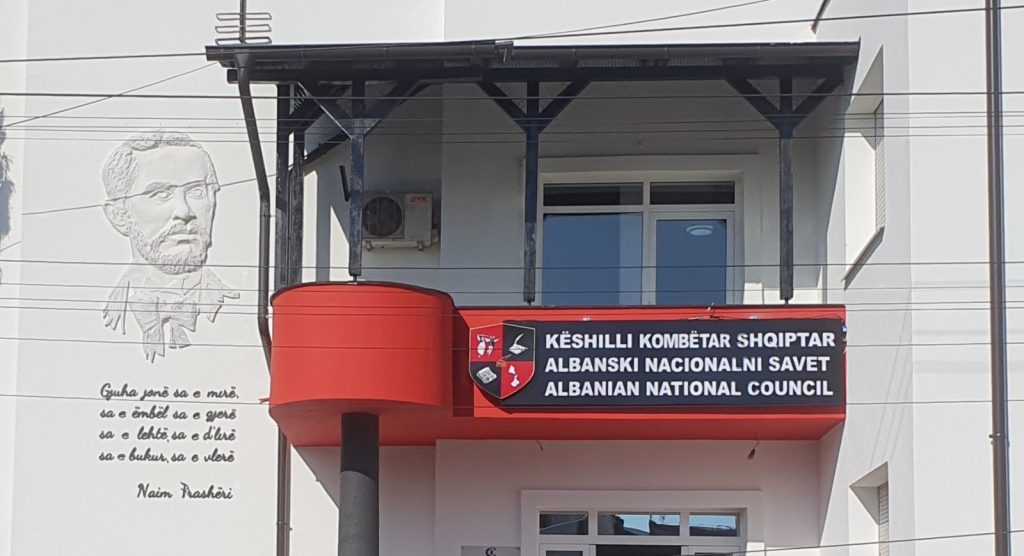 Gjuha jonë sa e mirë,
sa e ëmbël sa e gjerë
sa e lehtë, sa e d'lirë
sa e bukur, sa e vlerë
Naim Frashëri
KËSHILLI KOMBËTAR SHQIPTAR
ALBANSKI NACIONALNI SAVET
ALBANIAN NATIONAL COUNCIL